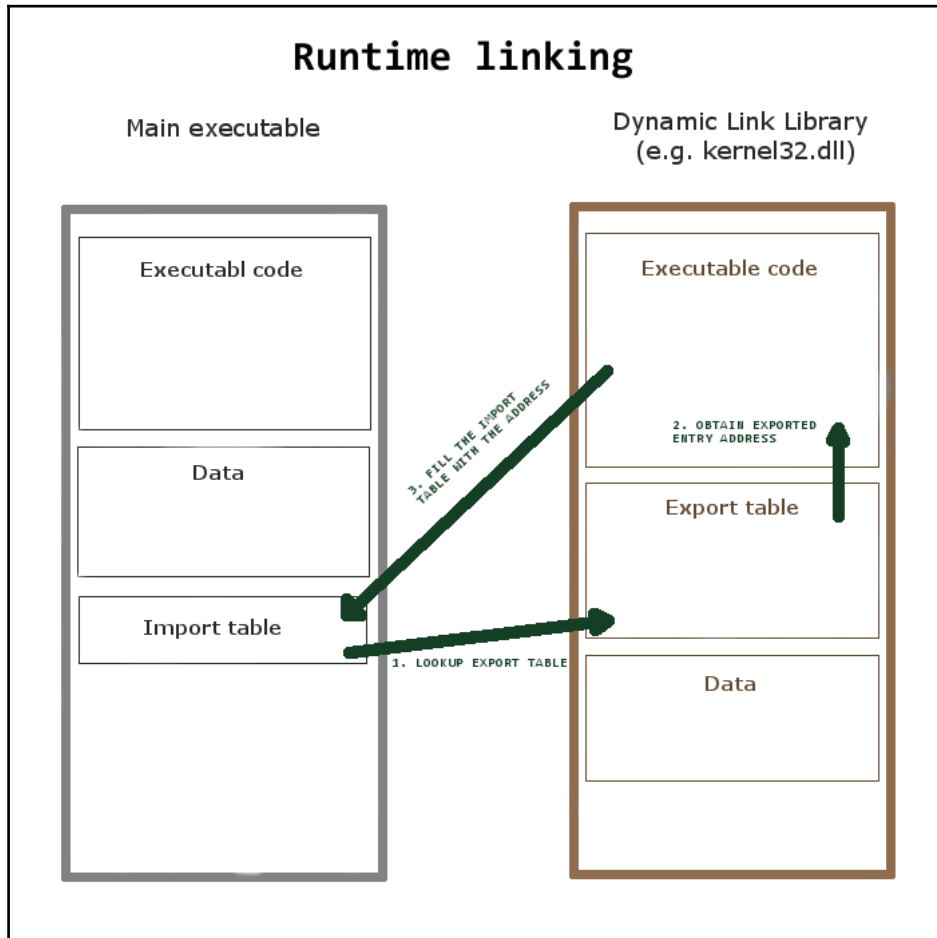 Runtime linking
Main executable
Dynamic Link Library
(e.g. kernel32.dll)
Executabl code
Data
Import table
Executable code
2. OBTAIN EXPORTED
ENTRY ADDRESS
Export table
Data
3. FILL THE IMPORT
TABLE WITH THE ADDRESS
1. LOOKUP EXPORT TABLE